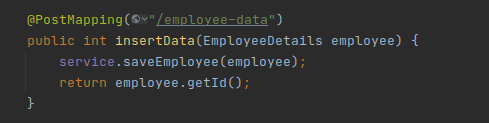 @PostMapping("/employee-data")
public int insertData(EmployeeDetails employee) {
    service.saveEmployee(employee);
    return employee.getId();
}